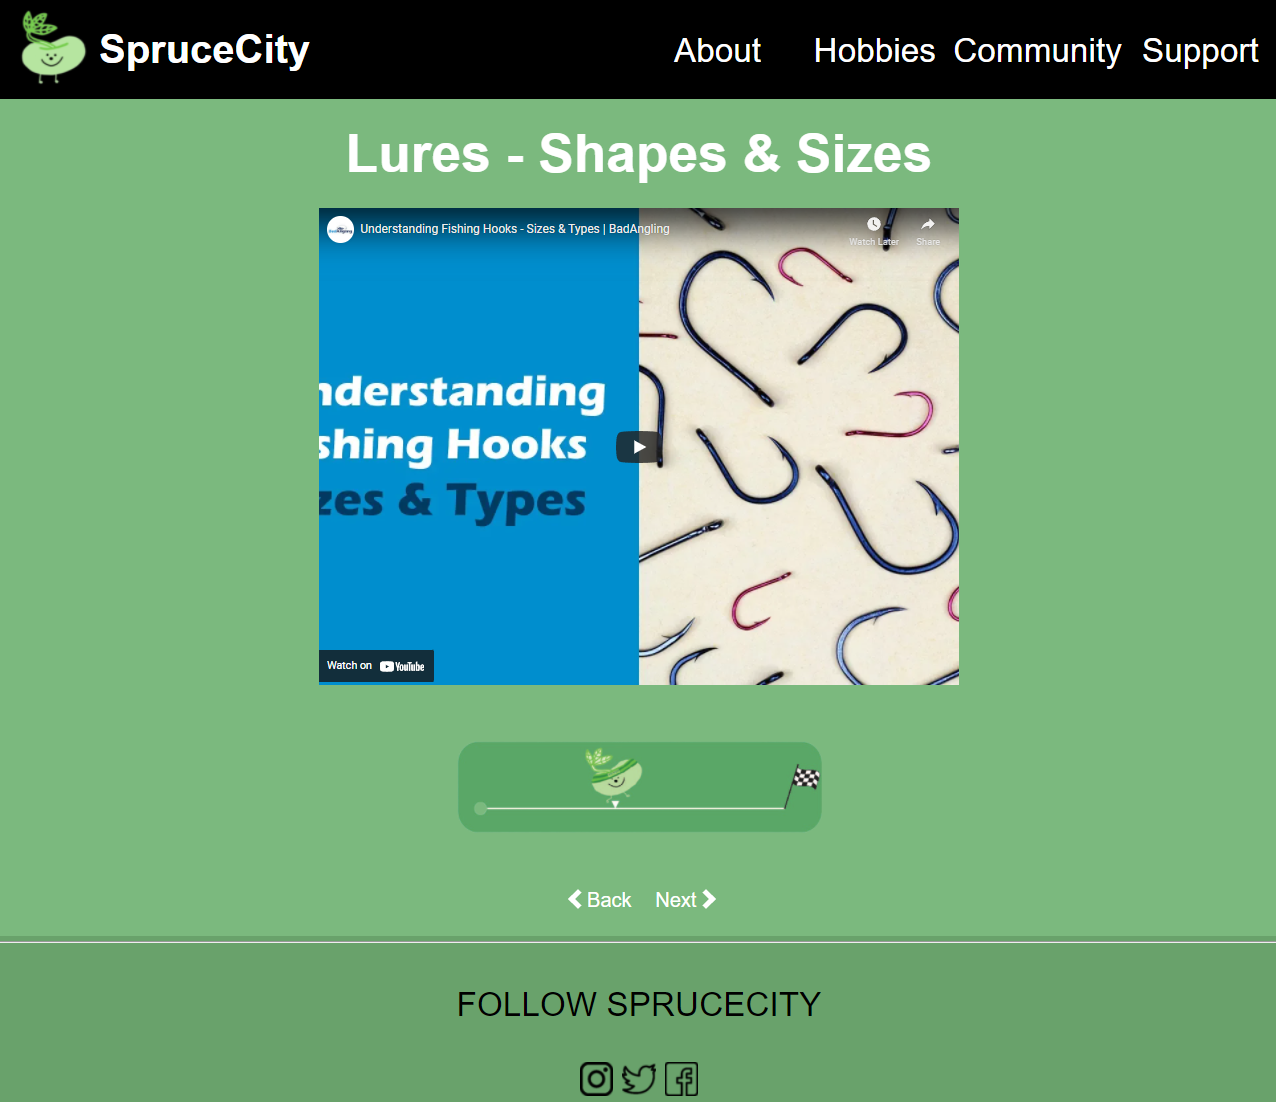 SpruceCity
About Hobbies Community Support
Lures - Shapes & Sizes
Understanding Fishing Hooks - Sizes & Types | BadAngling
Watch Later Share
nderstanding
shing Hooks
zes & Types
Watch on YouTube
Back Next
FOLLOW SPRUCECITY